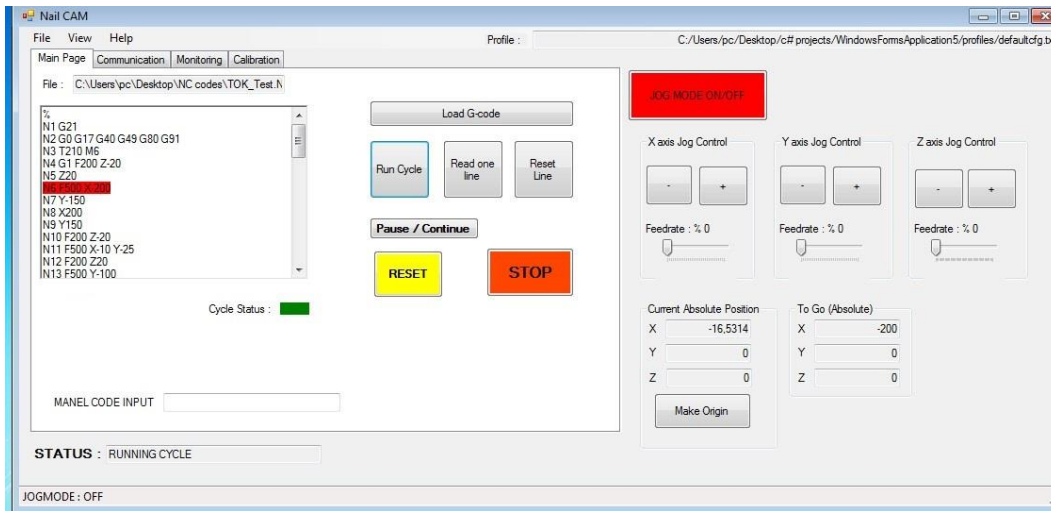 Nail CAM
File View Help
Profile : C:/Users/pc/Desktop/c# projects/WindowsFormsApplication5/profiles/defaultcfg.b
Main Page Communication Monitoring Calibration
File : C:\Users\pc\Desktop\NC codes\TOK_Test.N
%
N1 G21
N2 G0 G17 G40 G49 G80 G91
N3 T210 M6
N4 G1 F200 Z-20
N5 Z20
N6 F500 X-200
N7 Y-150
N8 X200
N9 Y150
N10 F200 Z-20
N11 F500 X-10 Y-25
N12 F200 Z20
N13 F500 Y-100
Cycle Status :
MANEL CODE INPUT
Load G-code
Run Cycle
Read one
line
Reset
Line
Pause / Continue
RESET
STOP
JOG MODE ON/OFF
X axis Jog Control
- +
Feedrate : % 0
Y axis Jog Control
- +
Feedrate : % 0
Z axis Jog Control
- +
Feedrate : % 0
Current Absolute Position
X -16,5314
Y 0
Z 0
Make Origin
To Go (Absolute)
X -200
Y 0
Z 0
STATUS : RUNNING CYCLE
JOGMODE : OFF